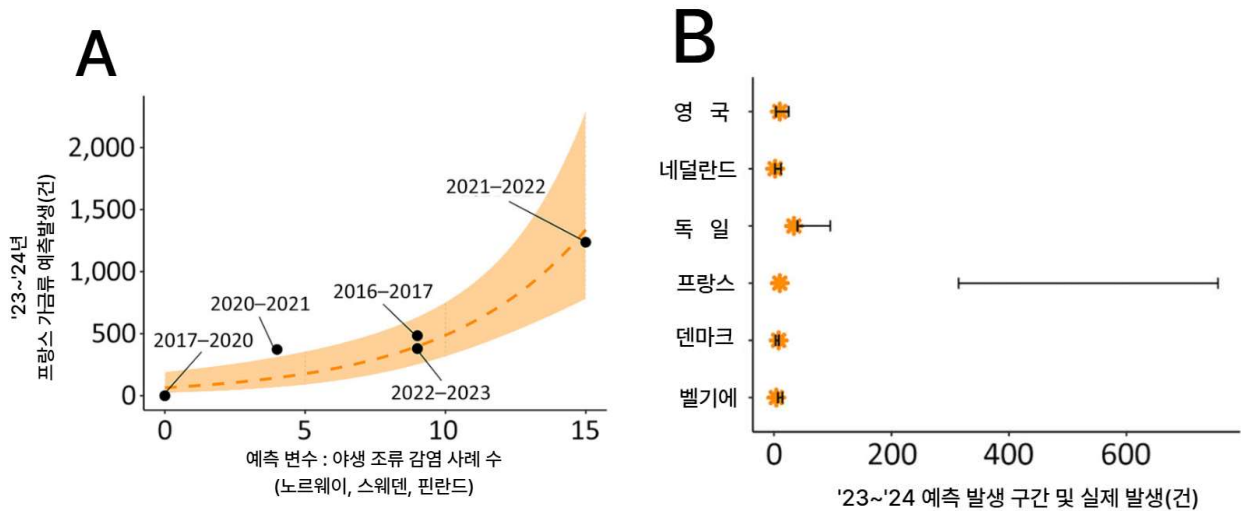 A
'23~'24년
프랑스 가금류 예측발생(건)
2,000
1,500
1,000
500
0
2021–2022
2016–2017
2020–2021
2017–2020
2022–2023
0 5 10 15
예측 변수 : 야생 조류 감염 사례 수
(노르웨이, 스웨덴, 핀란드)
B
영 국
네덜란드
독 일
프랑스
덴마크
벨기에
0 200 400 600
'23~'24 예측 발생 구간 및 실제 발생(건)